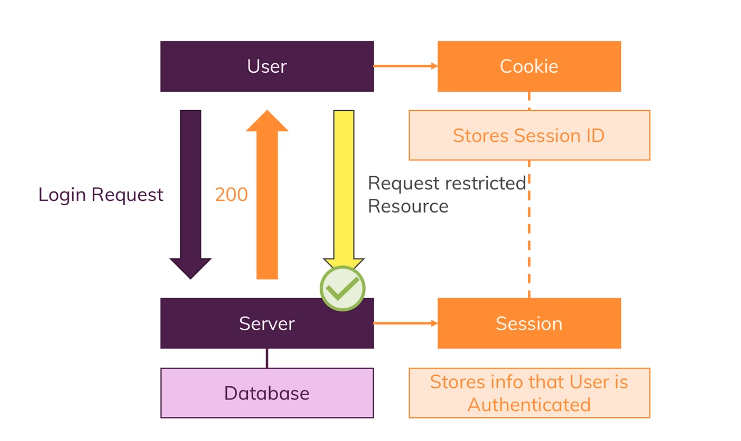 User
Cookie
Stores Session ID
Login Request
200
Request restricted
Resource
Server
Session
Database
Stores info that User is
Authenticated